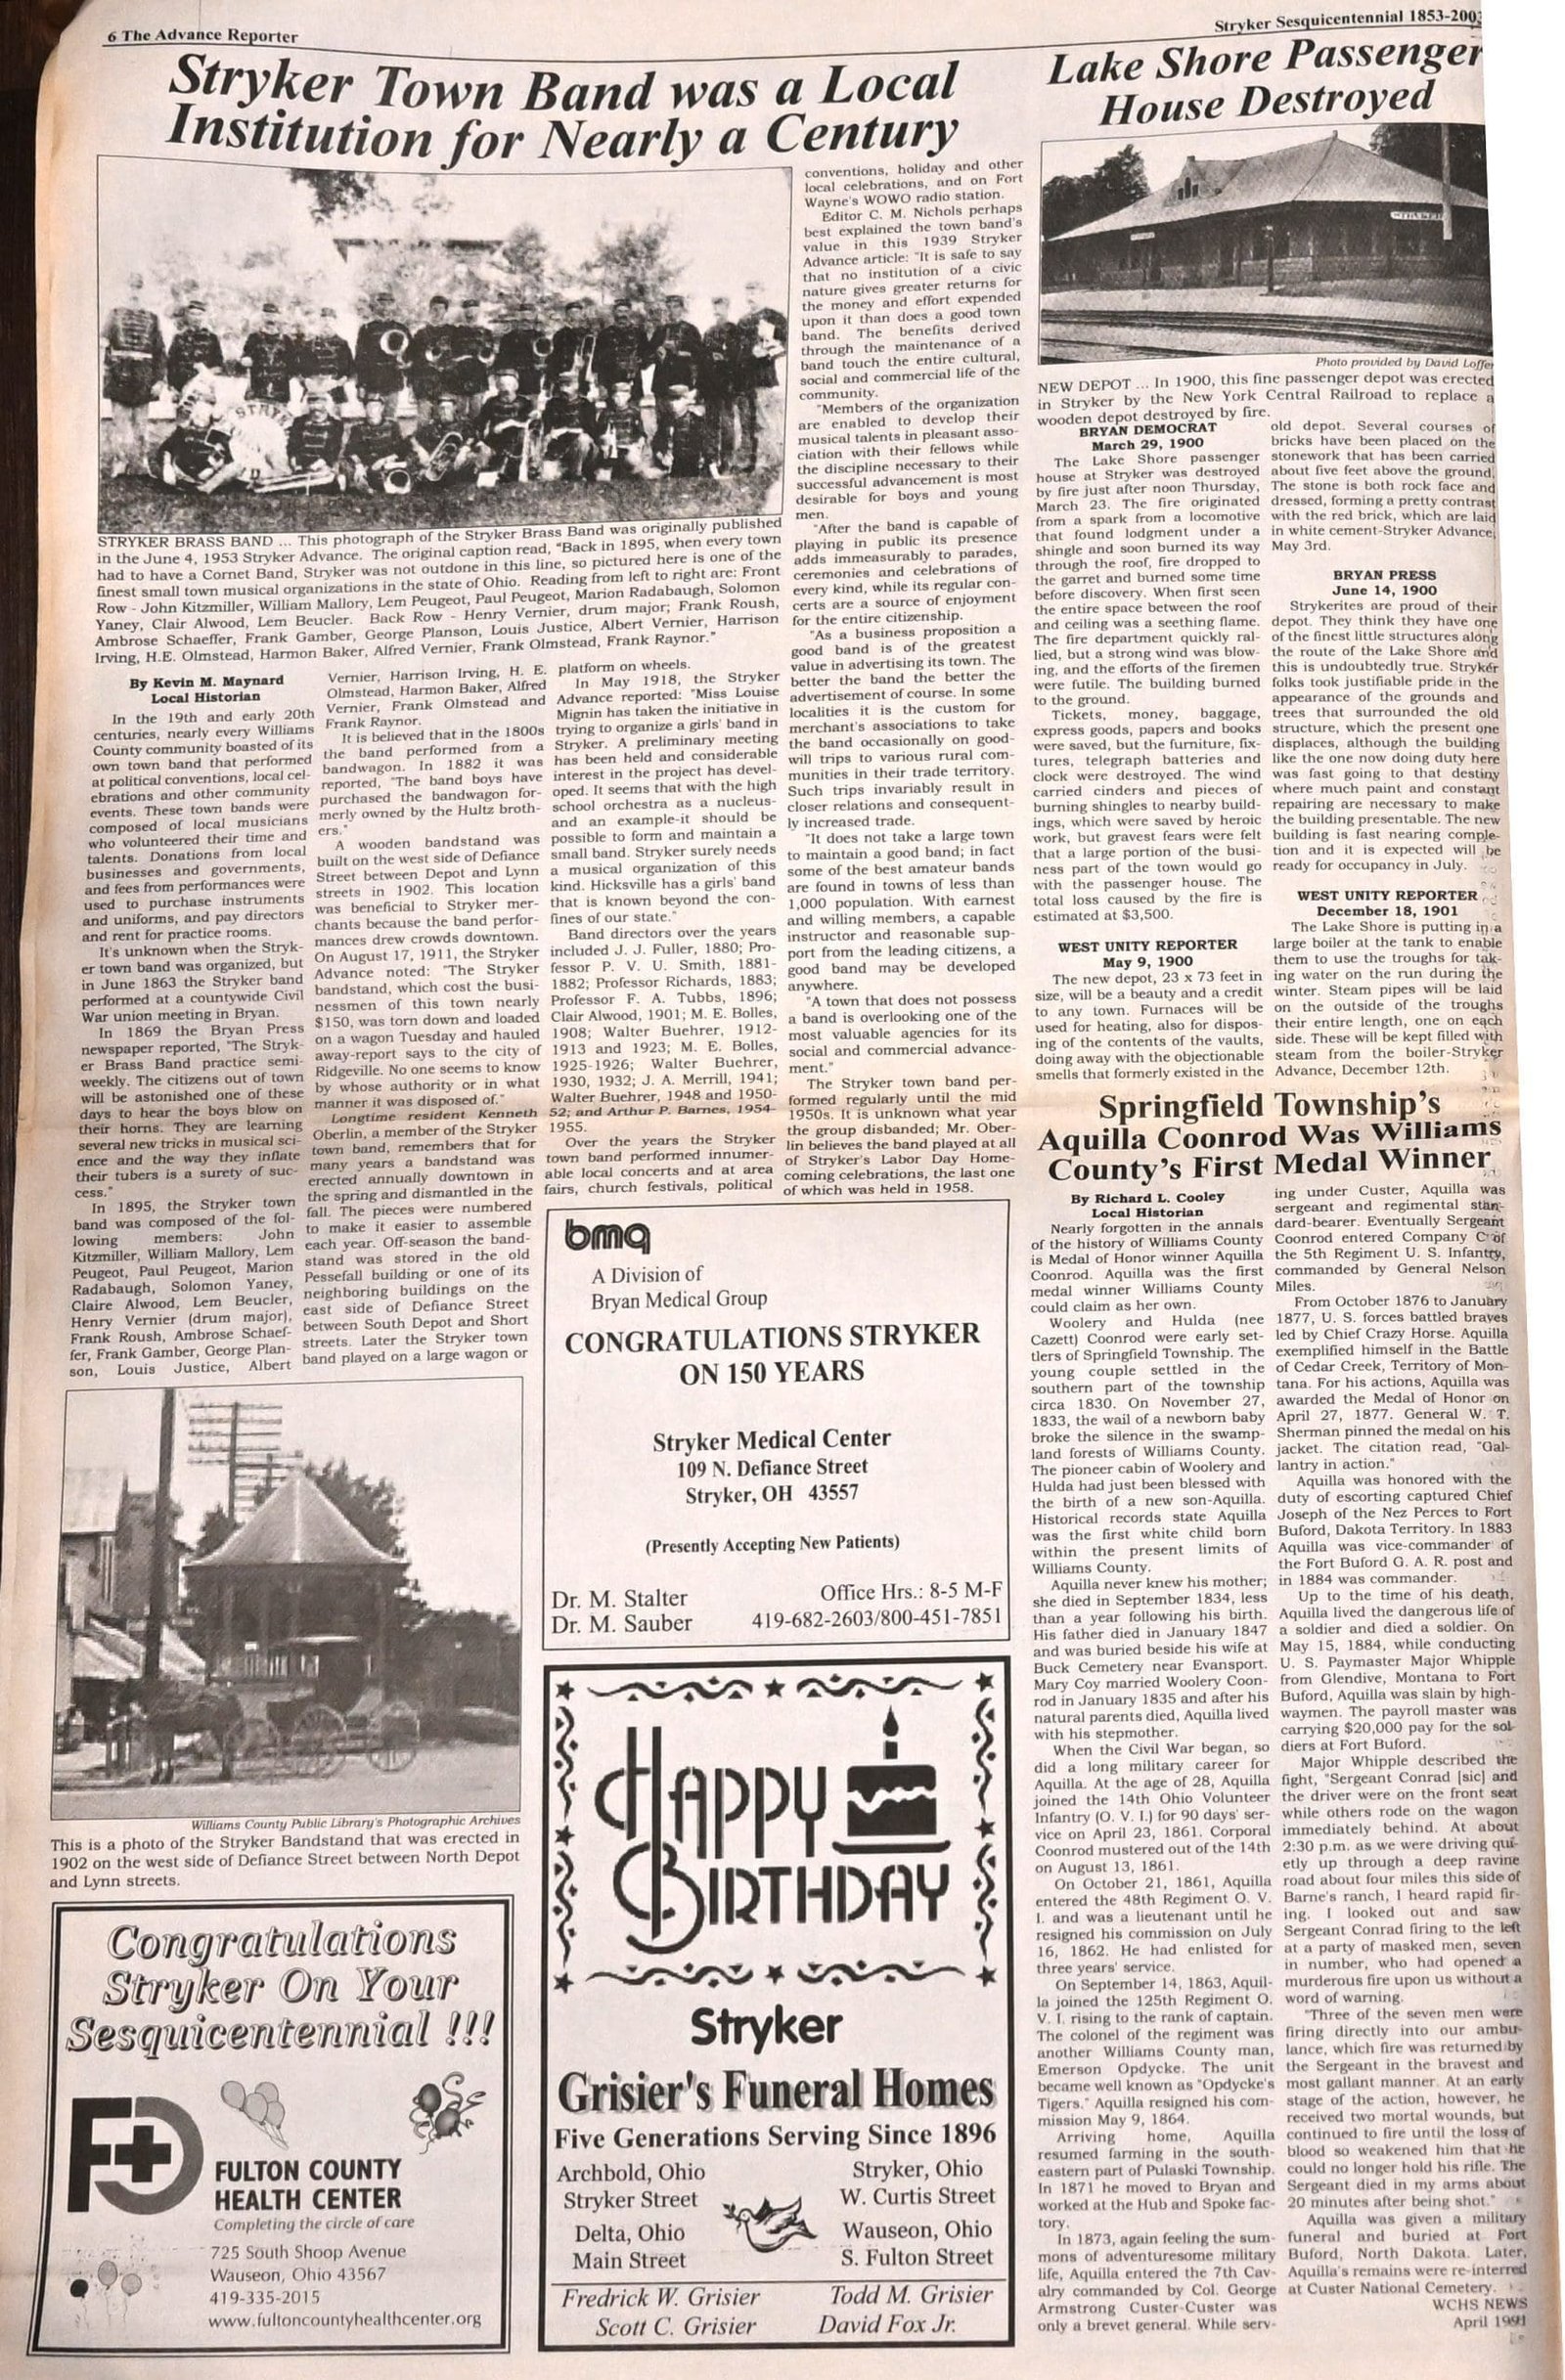 6 The Advance Reporter
Stryker Sesquicentennial 1853-200
Stryker Town Band was a Local
Institution for Nearly a Century
STRYKER BRASS BAND ... This photograph of the Stryker Brass Band was originally published
in the June 4, 1953 Stryker Advance. The original caption read, "Back in 1895, when every town
had to have a Cornet Band, Stryker was not outdone in this line, so pictured here is one of the
finest small town musical organizations in the state of Ohio. Reading from left to right are: Front
Row - John Kitzmiller, William Mallory, Lem Peugeot, Paul Peugeot, Marion Radabaugh, Solomon
Yaney, Clair Alwood, Lem Beucler. Back Row - Henry Vernier, drum major; Frank Roush,
Ambrose Schaeffer, Frank Gamber, George Planson, Louis Justice, Albert Vernier, Harrison
Irving, H.E. Olmstead, Harmon Baker, Alfred Vernier, Frank Olmstead, Frank Raynor."
By Kevin M. Maynard
Local Historian
In the 19th and early 20th
centuries, nearly every Williams
County community boasted of its
own town band that performed
at political conventions, local cel-
ebrations and other community
events. These town bands were
composed of local musicians
who volunteered their time and
talents. Donations from local
businesses and governments,
and fees from performances were
used to purchase instruments
and uniforms, and pay directors
and rent for practice rooms.
It's unknown when the Stryk-
er town band was organized, but
in June 1863 the Stryker band
performed at a countywide Civil
War union meeting in Bryan.
In 1869 the Bryan Press
newspaper reported, "The Stryk-
er Brass Band practice semi-
weekly. The citizens out of town
will be astonished one of these
days to hear the boys blow on
their horns. They are learning
several new tricks in musical sci-
ence and the way they inflate
their tubers is a surety of suc-
cess."
In 1895, the Stryker town
band was composed of the fol-
lowing members: John
Kitzmiller, William Mallory, Lem
Peugeot, Paul Peugeot, Marion
Radabaugh, Solomon Yaney,
Claire Alwood, Lem Beucler,
Henry Vernier (drum major),
Frank Roush, Ambrose Schaef-
fer, Frank Gamber, George Plan-
son, Louis Justice, Albert
Vernier, Harrison Irving, H. E.
Olmstead, Harmon Baker, Alfred
Vernier, Frank Olmstead and
Frank Raynor.
It is believed that in the 1800s
the band performed from a
bandwagon. In 1882 it was
reported, "The band boys have
purchased the bandwagon for-
merly owned by the Hultz broth-
ers."
A wooden bandstand was
built on the west side of Defiance
Street between Depot and Lynn
streets in 1902. This location
was beneficial to Stryker mer-
chants because the band perfor-
mances drew crowds downtown.
On August 17, 1911, the Stryker
Advance noted: "The Stryker
bandstand, which cost the busi-
nessmen of this town nearly
$150, was torn down and loaded
on a wagon Tuesday and hauled
away-report says to the city of
Ridgeville. No one seems to know
by whose authority or in what
manner it was disposed of."
Longtime resident Kenneth
Oberlin, a member of the Stryker
town band, remembers that for
many years a bandstand was
erected annually downtown in
the spring and dismantled in the
fall. The pieces were numbered
to make it easier to assemble
each year. Off-season the band-
stand was stored in the old
Pessefall building or one of its
neighboring buildings on the
east side of Defiance Street
between South Depot and Short
streets. Later the Stryker town
band played on a large wagon or
platform on wheels.
In May 1918, the Stryker
Advance reported: "Miss Louise
Mignin has taken the initiative in
trying to organize a girls' band in
Stryker. A preliminary meeting
has been held and considerable
interest in the project has devel-
oped. It seems that with the high
school orchestra as a nucleus-
and an example-it should be
possible to form and maintain a
small band. Stryker surely needs
a musical organization of this
kind. Hicksville has a girls' band
that is known beyond the con-
fines of our state."
Band directors over the years
included J. J. Fuller, 1880; Pro-
fessor P. V. U. Smith, 1881-
1882; Professor Richards, 1883;
Professor F. A. Tubbs, 1896;
Clair Alwood, 1901; M. E. Bolles,
1908; Walter Buehrer, 1912-
1913 and 1923; M. E. Bolles,
1925-1926; Walter Buehrer,
1930, 1932; J. A. Merrill, 1941;
Walter Buehrer, 1948 and 1950-
52; and Arthur P. Barnes, 1954-
1955.
Over the years the Stryker
town band performed innumer-
able local concerts and at area
fairs, church festivals, political
conventions, holiday and other
local celebrations, and on Fort
Wayne's WOWO radio station.
Editor C. M. Nichols perhaps
best explained the town band's
value in this 1939 Stryker
Advance article: "It is safe to say
that no institution of a civic
nature gives greater returns for
the money and effort expended
upon it than does a good town
band. The benefits derived
through the maintenance of a
band touch the entire cultural,
social and commercial life of the
community.
"Members of the organization
are enabled to develop their
musical talents in pleasant asso-
ciation with their fellows while
the discipline necessary to their
successful advancement is most
desirable for boys and young
men.
"After the band is capable of
playing in public its presence
adds immeasurably to parades,
ceremonies and celebrations of
every kind, while its regular con-
certs are a source of enjoyment
for the entire citizenship.
"As a business proposition a
good band is of the greatest
value in advertising its town. The
better the band the better the
advertisement of course. In some
localities it is the custom for
merchant's associations to take
the band occasionally on good-
will trips to various rural com-
munities in their trade territory.
Such trips invariably result in
closer relations and consequent-
ly increased trade.
"It does not take a large town
to maintain a good band; in fact
some of the best amateur bands
are found in towns of less than
1,000 population. With earnest
and willing members, a capable
instructor and reasonable sup-
port from the leading citizens, a
good band may be developed
anywhere.
"A town that does not possess
a band is overlooking one of the
most valuable agencies for its
social and commercial advance-
ment."
The Stryker town band per-
formed regularly until the mid
1950s. It is unknown what year
the group disbanded; Mr. Ober-
lin believes the band played at all
of Stryker's Labor Day Home-
coming celebrations, the last one
of which was held in 1958.
Williams County Public Library's Photographic Archives
This is a photo of the Stryker Bandstand that was erected in
1902 on the west side of Defiance Street between North Depot
and Lynn streets.
Congratulations
Stryker On Your
Sesquicentennial !!!
FULTON COUNTY
HEALTH CENTER
Completing the circle of care
725 South Shoop Avenue
Wauseon, Ohio 43567
419-335-2015
www.fultoncountyhealthcenter.org
bmg
A Division of
Bryan Medical Group
CONGRATULATIONS STRYKER
ON 150 YEARS
Stryker Medical Center
109 N. Defiance Street
Stryker, OH 43557
(Presently Accepting New Patients)
Dr. M. Stalter
Dr. M. Sauber
Office Hrs.: 8-5 M-F
419-682-2603/800-451-7851
HAPPY
BIRTHDAY
Stryker
Grisier's Funeral Homes
Five Generations Serving Since 1896
Archbold, Ohio
Stryker Street
Delta, Ohio
Main Street
Stryker, Ohio
W. Curtis Street
Wauseon, Ohio
S. Fulton Street
Fredrick W. Grisier
Todd M. Grisier
Scott C. Grisier
David Fox Jr.
Lake Shore Passenger
House Destroyed
STRYKER
Photo provided by David Loffe
NEW DEPOT ... In 1900, this fine passenger depot was erected
in Stryker by the New York Central Railroad to replace a
wooden depot destroyed by fire.
BRYAN DEMOCRAT
March 29, 1900
The Lake Shore passenger
house at Stryker was destroyed
by fire just after noon Thursday,
March 23. The fire originated
from a spark from a locomotive
that found lodgment under a
shingle and soon burned its way
through the roof, fire dropped to
the garret and burned some time
before discovery. When first seen
the entire space between the roof
and ceiling was a seething flame.
The fire department quickly ral-
lied, but a strong wind was blow-
ing, and the efforts of the firemen
were futile. The building burned
to the ground.
Tickets, money, baggage,
express goods, papers and books
were saved, but the furniture, fix-
tures, telegraph batteries and
clock were destroyed. The wind
carried cinders and pieces of
burning shingles to nearby build-
ings, which were saved by heroic
work, but gravest fears were felt
that a large portion of the busi-
ness part of the town would go
with the passenger house. The
total loss caused by the fire is
estimated at $3,500.
WEST UNITY REPORTER
May 9, 1900
The new depot, 23 x 73 feet in
size, will be a beauty and a credit
to any town. Furnaces will be
used for heating, also for dispos-
ing of the contents of the vaults,
doing away with the objectionable
smells that formerly existed in the
old depot. Several courses of
bricks have been placed on the
stonework that has been carried
about five feet above the ground.
The stone is both rock face and
dressed, forming a pretty contrast
with the red brick, which are laid
in white cement-Stryker Advance,
May 3rd.
BRYAN PRESS
June 14, 1900
Strykerites are proud of their
depot. They think they have one
of the finest little structures along
the route of the Lake Shore and
this is undoubtedly true. Stryker
folks took justifiable pride in the
appearance of the grounds and
trees that surrounded the old
structure, which the present one
displaces, although the building
like the one now doing duty here
was fast going to that destiny
where much paint and constant
repairing are necessary to make
the building presentable. The new
building is fast nearing comple-
tion and it is expected will be
ready for occupancy in July.
WEST UNITY REPORTER
December 18, 1901
The Lake Shore is putting in a
large boiler at the tank to enable
them to use the troughs for tak-
ing water on the run during the
winter. Steam pipes will be laid
on the outside of the troughs
their entire length, one on each
side. These will be kept filled with
steam from the boiler-Stryker
Advance, December 12th.
Springfield Township's
Aquilla Coonrod Was Williams
County's First Medal Winner
By Richard L. Cooley
Local Historian
Nearly forgotten in the annals
of the history of Williams County
is Medal of Honor winner Aquilla
Coonrod. Aquilla was the first
medal winner Williams County
could claim as her own.
Woolery and Hulda (nee
Cazett) Coonrod were early set-
tlers of Springfield Township. The
young couple settled in the
southern part of the township
circa 1830. On November 27,
1833, the wail of a newborn baby
broke the silence in the swamp-
land forests of Williams County.
The pioneer cabin of Woolery and
Hulda had just been blessed with
the birth of a new son-Aquilla.
Historical records state Aquilla
was the first white child born
within the present limits of
Williams County.
Aquilla never knew his mother;
she died in September 1834, less
than a year following his birth.
His father died in January 1847
and was buried beside his wife at
Buck Cemetery near Evansport.
Mary Coy married Woolery Coon-
rod in January 1835 and after his
natural parents died, Aquilla lived
with his stepmother.
When the Civil War began, so
did a long military career for
Aquilla. At the age of 28, Aquilla
joined the 14th Ohio Volunteer
Infantry (O. V. I.) for 90 days' ser-
vice on April 23, 1861. Corporal
Coonrod mustered out of the 14th
on August 13, 1861.
On October 21, 1861, Aquilla
entered the 48th Regiment O. V.
I. and was a lieutenant until he
resigned his commission on July
16, 1862. He had enlisted for
three years' service.
On September 14, 1863, Aquil-
la joined the 125th Regiment O.
V. I. rising to the rank of captain.
The colonel of the regiment was
another Williams County man,
Emerson Opdycke. The unit
became well known as "Opdycke's
Tigers." Aquilla resigned his com-
mission May 9, 1864.
Arriving home, Aquilla
resumed farming in the south-
eastern part of Pulaski Township.
In 1871 he moved to Bryan and
worked at the Hub and Spoke fac-
tory.
In 1873, again feeling the sum-
mons of adventuresome military
life, Aquilla entered the 7th Cav-
alry commanded by Col. George
Armstrong Custer-Custer was
only a brevet general. While serv-
ing under Custer, Aquilla was
sergeant and regimental stan-
dard-bearer. Eventually Sergeant
Coonrod entered Company C of
the 5th Regiment U. S. Infantry,
commanded by General Nelson
Miles.
From October 1876 to January
1877, U. S. forces battled braves
led by Chief Crazy Horse. Aquilla
exemplified himself in the Battle
of Cedar Creek, Territory of Mon-
tana. For his actions, Aquilla was
awarded the Medal of Honor on
April 27, 1877. General W. T.
Sherman pinned the medal on his
jacket. The citation read, "Gal-
lantry in action."
Aquilla was honored with the
duty of escorting captured Chief
Joseph of the Nez Perces to Fort
Buford, Dakota Territory. In 1883
Aquilla was vice-commander of
the Fort Buford G. A. R. post and
in 1884 was commander.
Up to the time of his death,
Aquilla lived the dangerous life of
a soldier and died a soldier. On
May 15, 1884, while conducting
U. S. Paymaster Major Whipple
from Glendive, Montana to Fort
Buford, Aquilla was slain by high-
waymen. The payroll master was
carrying $20,000 pay for the sol-
diers at Fort Buford.
Major Whipple described the
fight, "Sergeant Conrad [sic] and
the driver were on the front seat
while others rode on the wagon
immediately behind. At about
2:30 p.m. as we were driving qui-
etly up through a deep ravine
road about four miles this side of
Barne's ranch, I heard rapid fir-
ing. I looked out and saw
Sergeant Conrad firing to the left
at a party of masked men, seven
in number, who had opened a
murderous fire upon us without a
word of warning.
"Three of the seven men were
firing directly into our ambu-
lance, which fire was returned by
the Sergeant in the bravest and
most gallant manner. At an early
stage of the action, however, he
received two mortal wounds, but
continued to fire until the loss of
blood so weakened him that he
could no longer hold his rifle. The
Sergeant died in my arms about
20 minutes after being shot."
Aquilla was given a military
funeral and buried at Fort
Buford, North Dakota. Later,
Aquilla's remains were re-interred
at Custer National Cemetery.
WCHS NEWS
April 1991